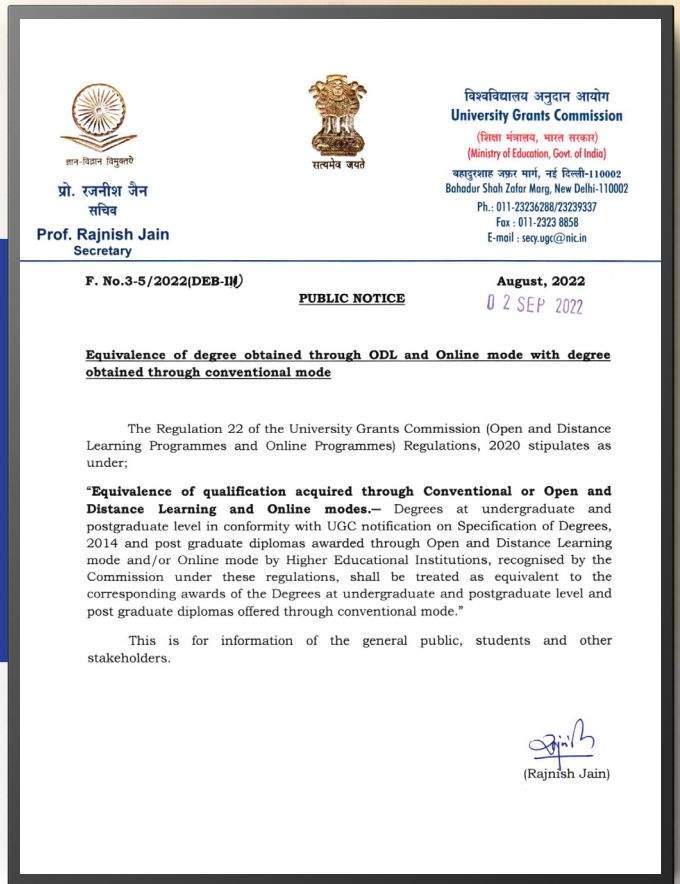 ज्ञान-विज्ञान विमुक्तये
प्रो. रजनीश जैन
सचिव
Prof. Rajnish Jain
Secretary
सत्यमेव जयते
विश्वविद्यालय अनुदान आयोग
University Grants Commission
(शिक्षा मंत्रालय, भारत सरकार)
(Ministry of Education, Govt. of India)
बहादुरशाह ज़फ़र मार्ग, नई दिल्ली-110002
Bahadur Shah Zafar Marg, New Delhi-110002
Ph.: 011-23236288/23239337
Fax : 011-2323 8858
E-mail : secy.ugc@nic.in
F. No.3-5/2022(DEB-III)
August, 2022
PUBLIC NOTICE
02 SEP 2022
Equivalence of degree obtained through ODL and Online mode with degree
obtained through conventional mode
The Regulation 22 of the University Grants Commission (Open and Distance
Learning Programmes and Online Programmes) Regulations, 2020 stipulates as
under;
“Equivalence of qualification acquired through Conventional or Open and
Distance Learning and Online modes.— Degrees at undergraduate and
postgraduate level in conformity with UGC notification on Specification of Degrees,
2014 and post graduate diplomas awarded through Open and Distance Learning
mode and/or Online mode by Higher Educational Institutions, recognised by the
Commission under these regulations, shall be treated as equivalent to the
corresponding awards of the Degrees at undergraduate and postgraduate level and
post graduate diplomas offered through conventional mode.”
This is for information of the general public, students and other
stakeholders.
(Rajnish Jain)